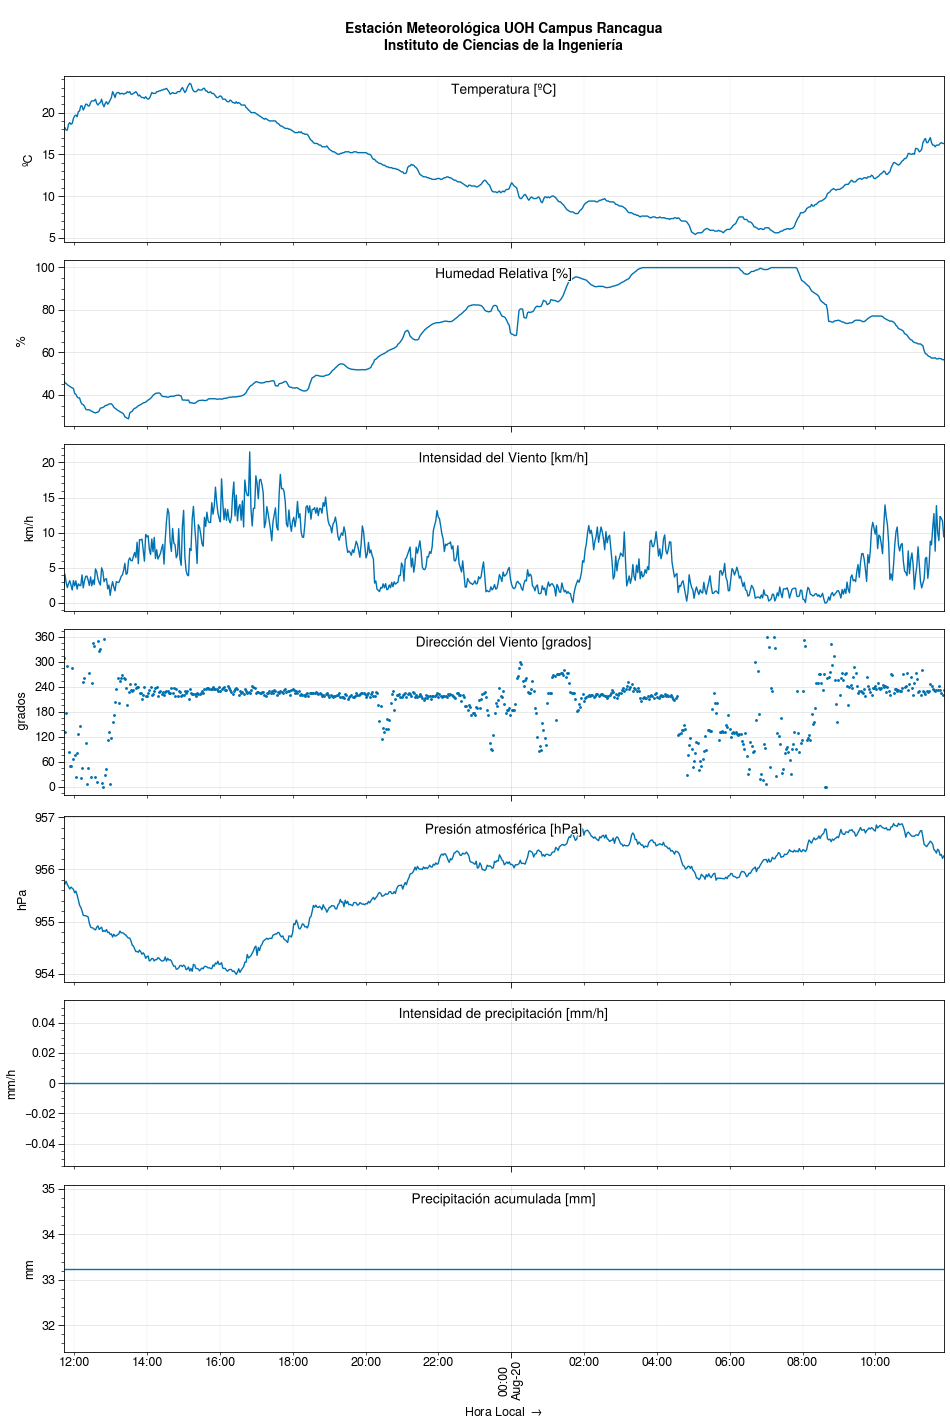 Estación Meteorológica UOH Campus Rancagua
Instituto de Ciencias de la Ingeniería
Temperatura [ºC]
20
15
10
5
ºC
Humedad Relativa [%]
100
80
60
40
%
Intensidad del Viento [km/h]
20
15
10
5
0
km/h
Dirección del Viento [grados]
360
300
240
180
120
60
0
grados
Presión atmosférica [hPa]
957
956
955
954
hPa
Intensidad de precipitación [mm/h]
0.04
0.02
0
−0.02
−0.04
mm/h
Precipitación acumulada [mm]
35
34
33
32
mm
12:00 14:00 16:00 18:00 20:00 22:00 00:00 02:00 04:00 06:00 08:00 10:00
Aug-20
Hora Local →